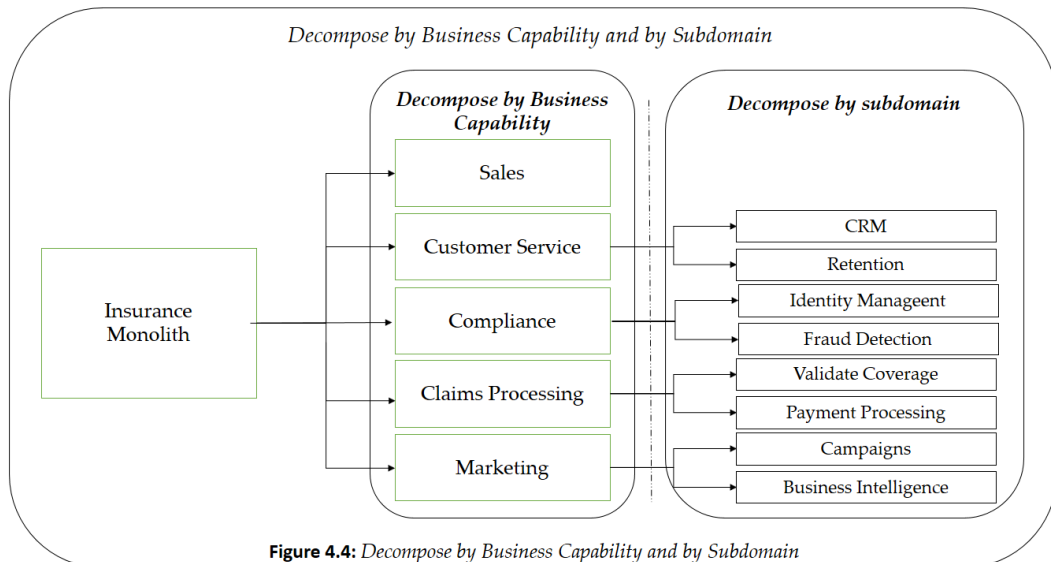 Decompose by Business Capability and by Subdomain
Decompose by Business
Capability
Decompose by subdomain
Sales
Customer Service
CRM
Retention
Insurance
Monolith
Compliance
Identity Manageent
Fraud Detection
Claims Processing
Validate Coverage
Payment Processing
Marketing
Campaigns
Business Intelligence
Figure 4.4: Decompose by Business Capability and by Subdomain